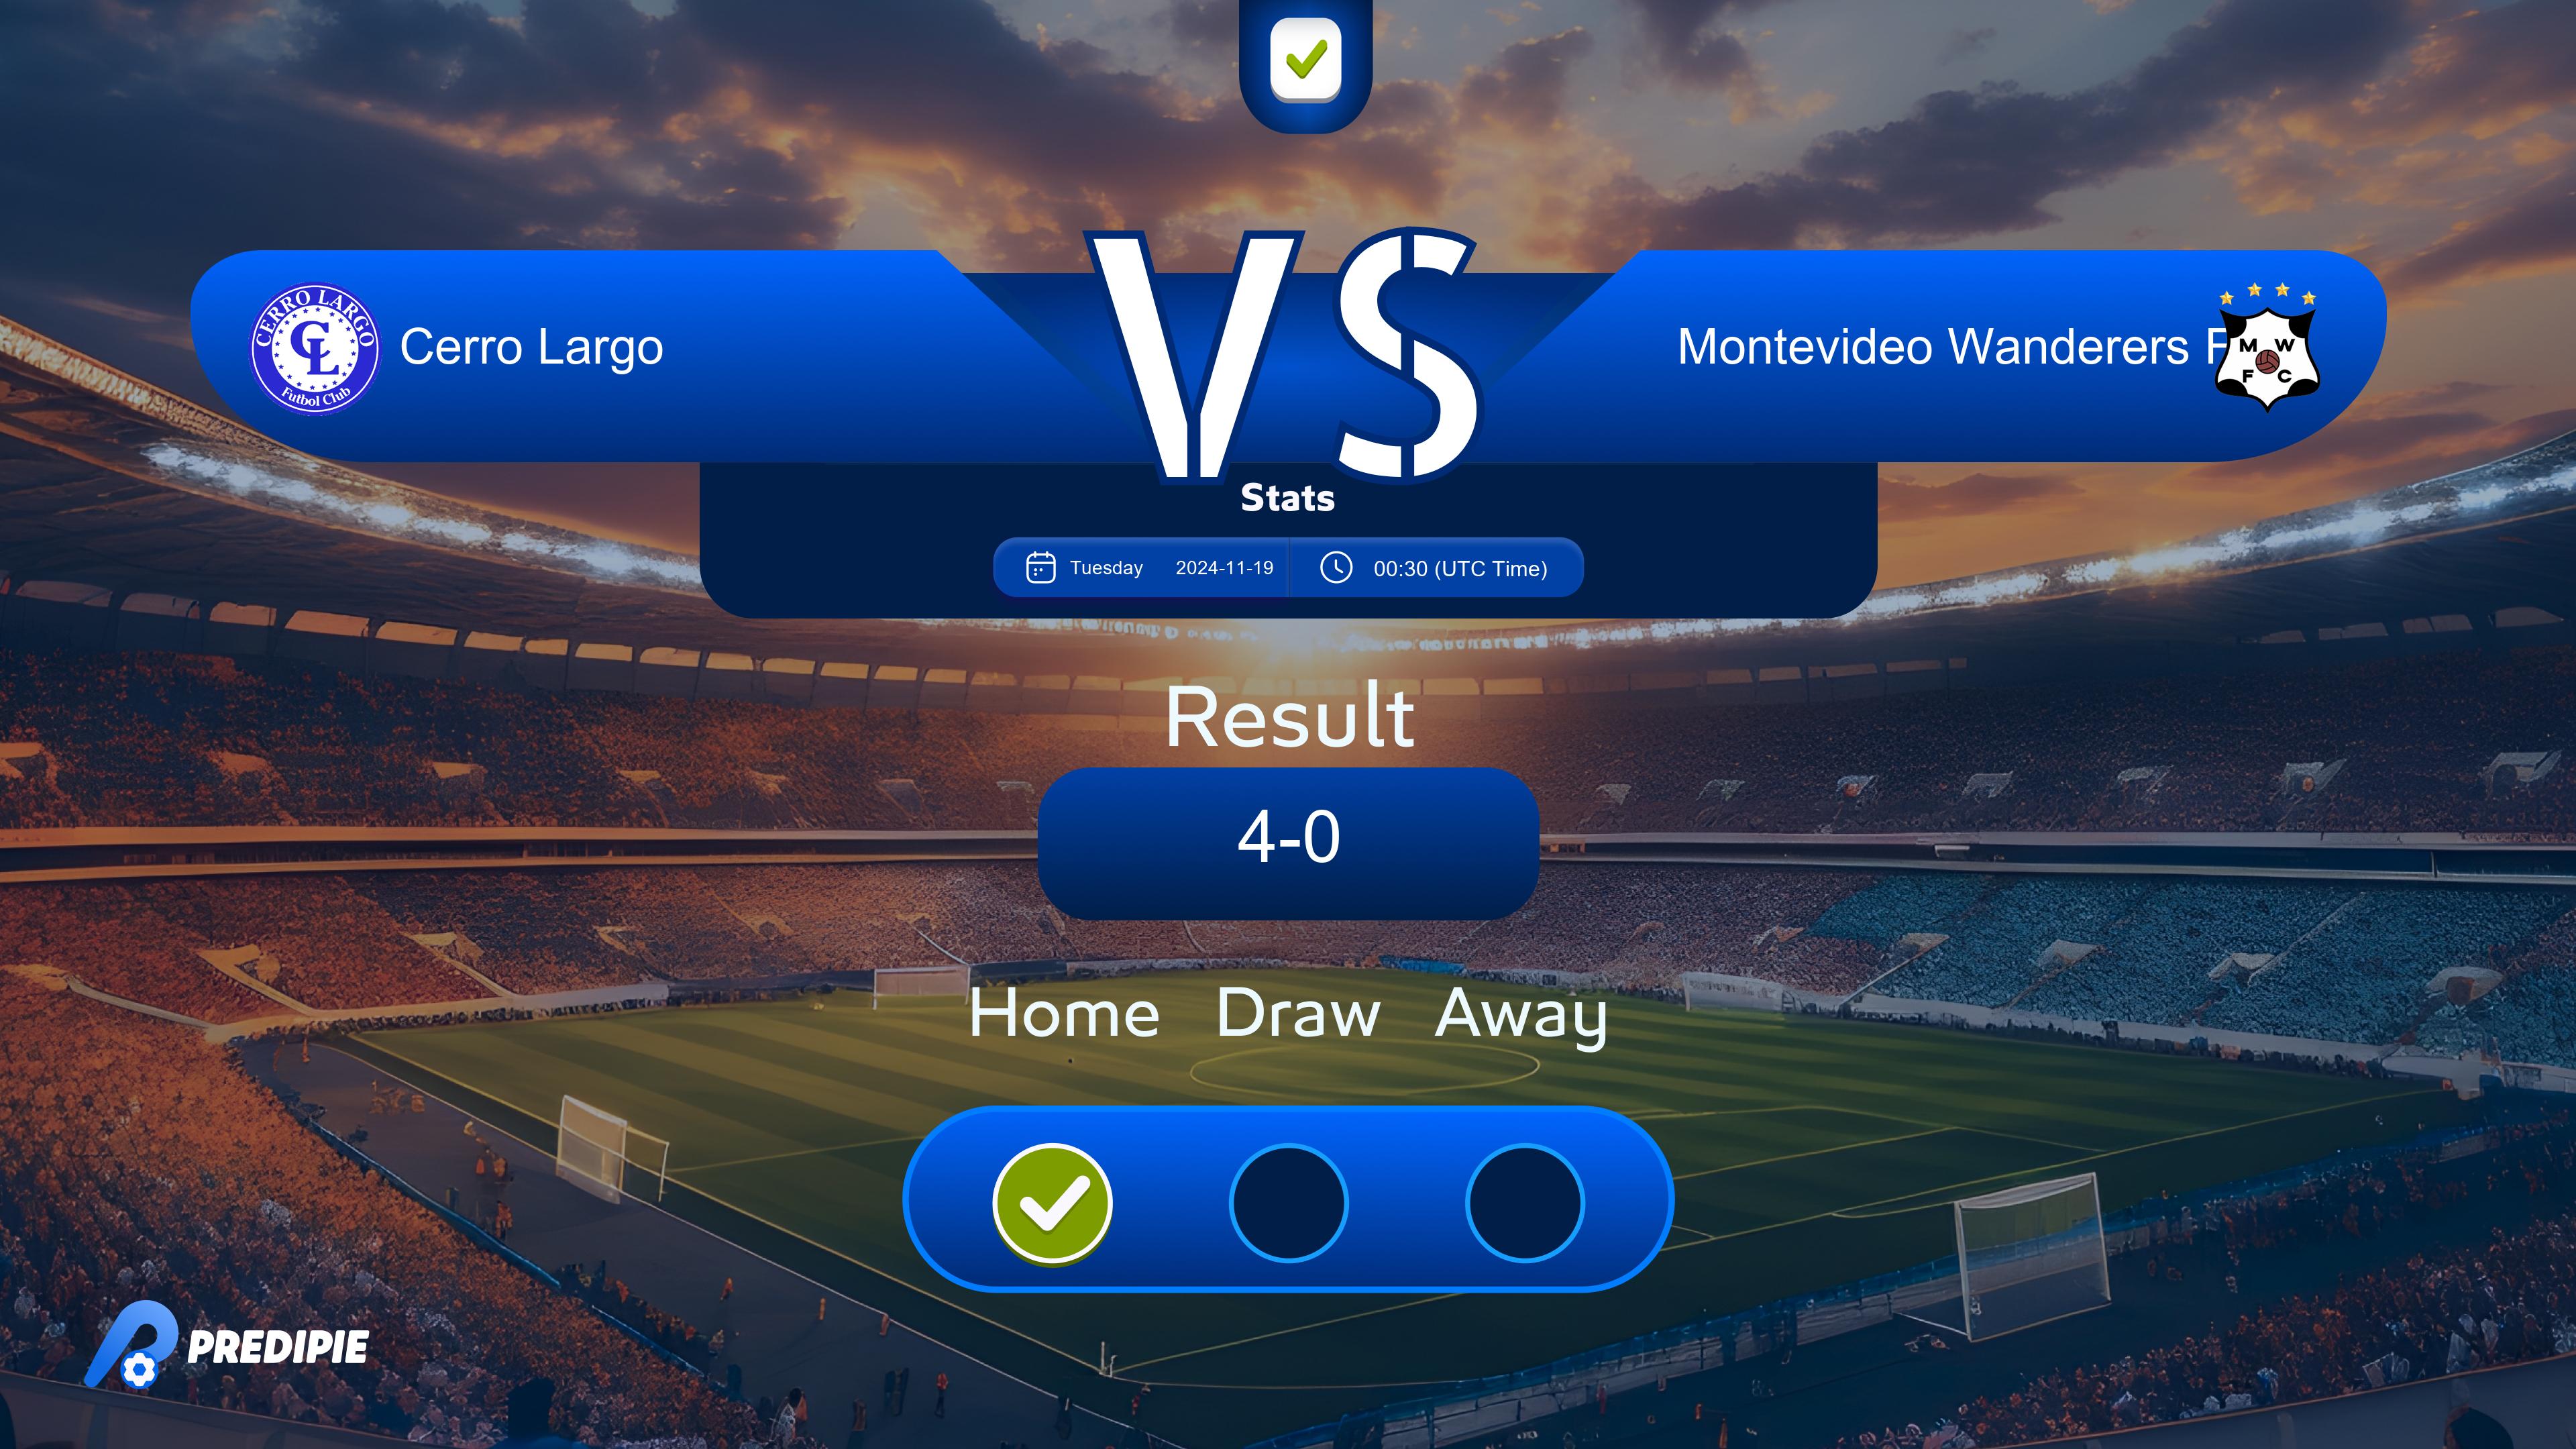 VS
CERRO LARGO
CL
Futbol Club
Cerro Largo
Montevideo Wanderers F
M W
F C
Stats
Tuesday 2024-11-19 00:30 (UTC Time)
Result
4-0
Home Draw Away
PREDIPIE